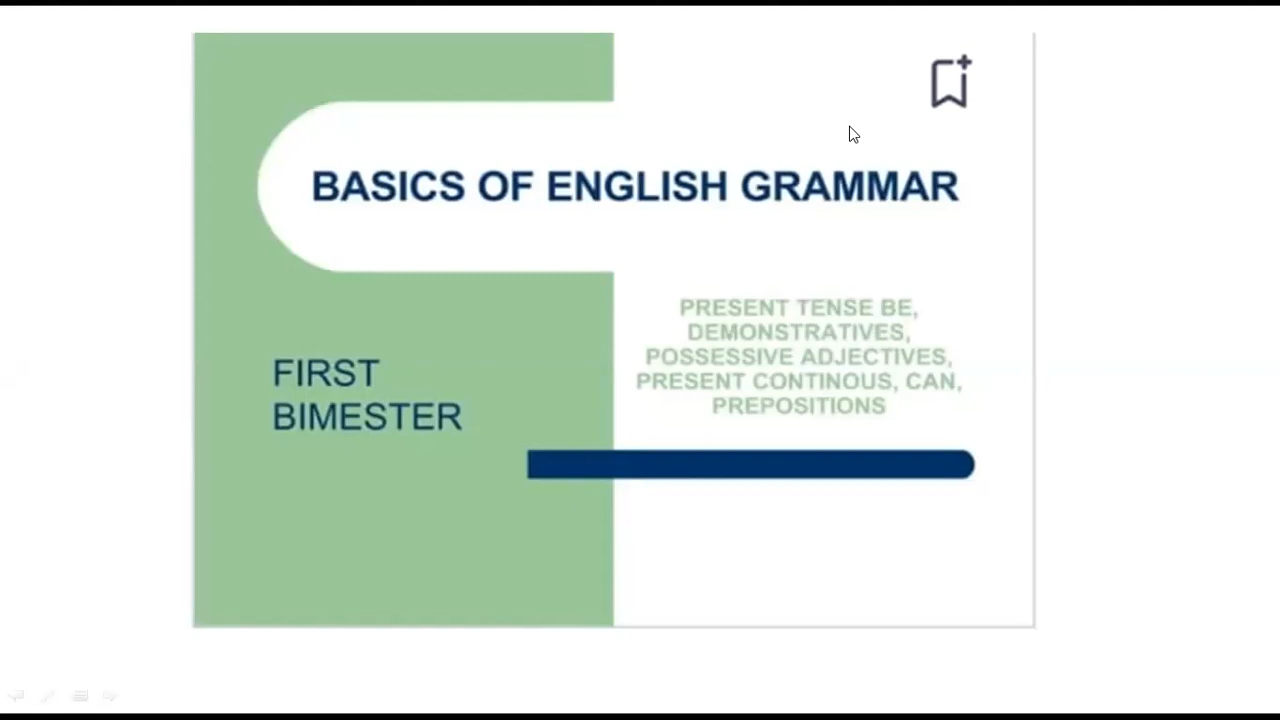 BASICS OF ENGLISH GRAMMAR
FIRST
BIMESTER
PRESENT TENSE BE,
DEMONSTRATIVES,
POSSESSIVE ADJECTIVES,
PRESENT CONTINOUS, CAN,
PREPOSITIONS